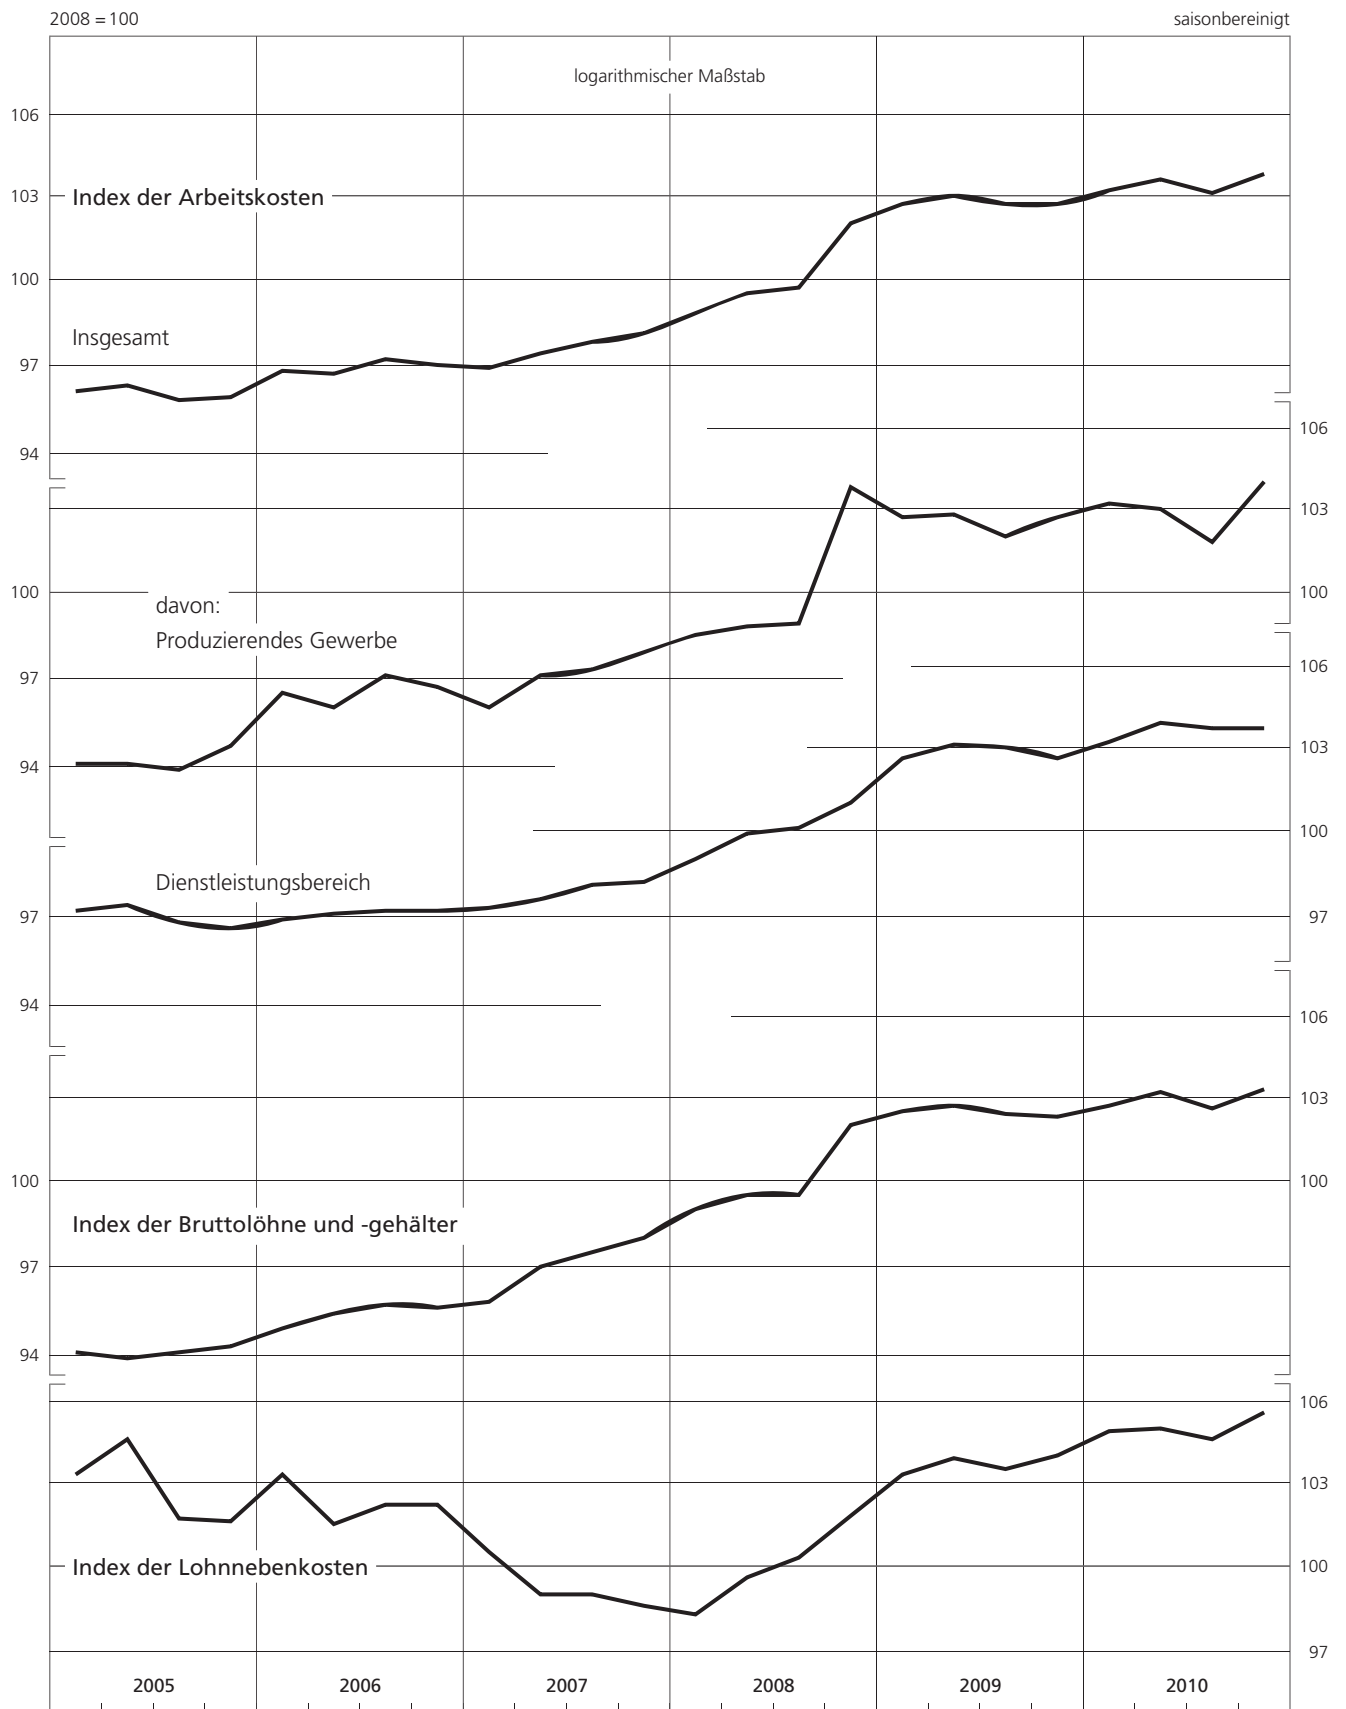 2008 = 100
saisonbereinigt
logarithmischer Maßstab
106
103
Index der Arbeitskosten
100
Insgesamt
97
106
94
103
100
100
davon:
Produzierendes Gewerbe
106
97
103
94
100
Dienstleistungsbereich
97
97
94
106
103
100
100
Index der Bruttolöhne und -gehälter
97
94
106
103
Index der Lohnnebenkosten
100
97
2005 2006 2007 2008 2009 2010